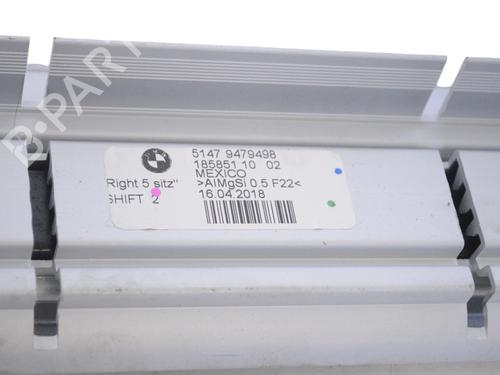 5147 9479498
185851 10 02
MEXICO
Right 5 sitz" >AlMgSi 0.5 F22<
SHIFT 2 16.04.2018
B-PARTS